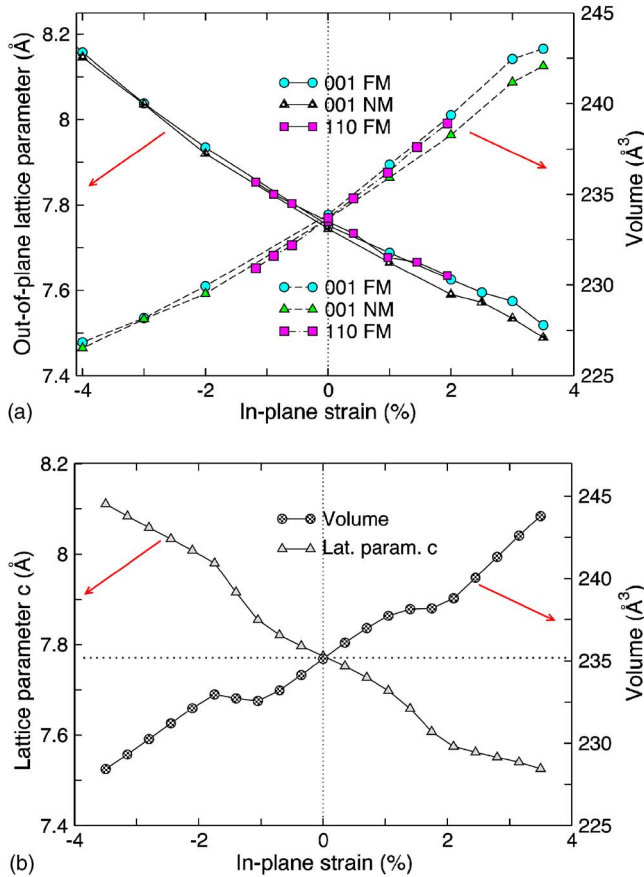 8.2
8
7.8
7.6
7.4
Out-of-plane lattice parameter (Å)
245
240
235
230
225
Volume (Å³)
001 FM
001 NM
110 FM
001 FM
001 NM
110 FM
-4
-2
0
2
4
In-plane strain (%)
(a)
8.2
8
7.8
7.6
7.4
Lattice parameter c (Å)
245
240
235
230
225
Volume (Å³)
Volume
Lat. param. c
-4
-2
0
2
4
In-plane strain (%)
(b)